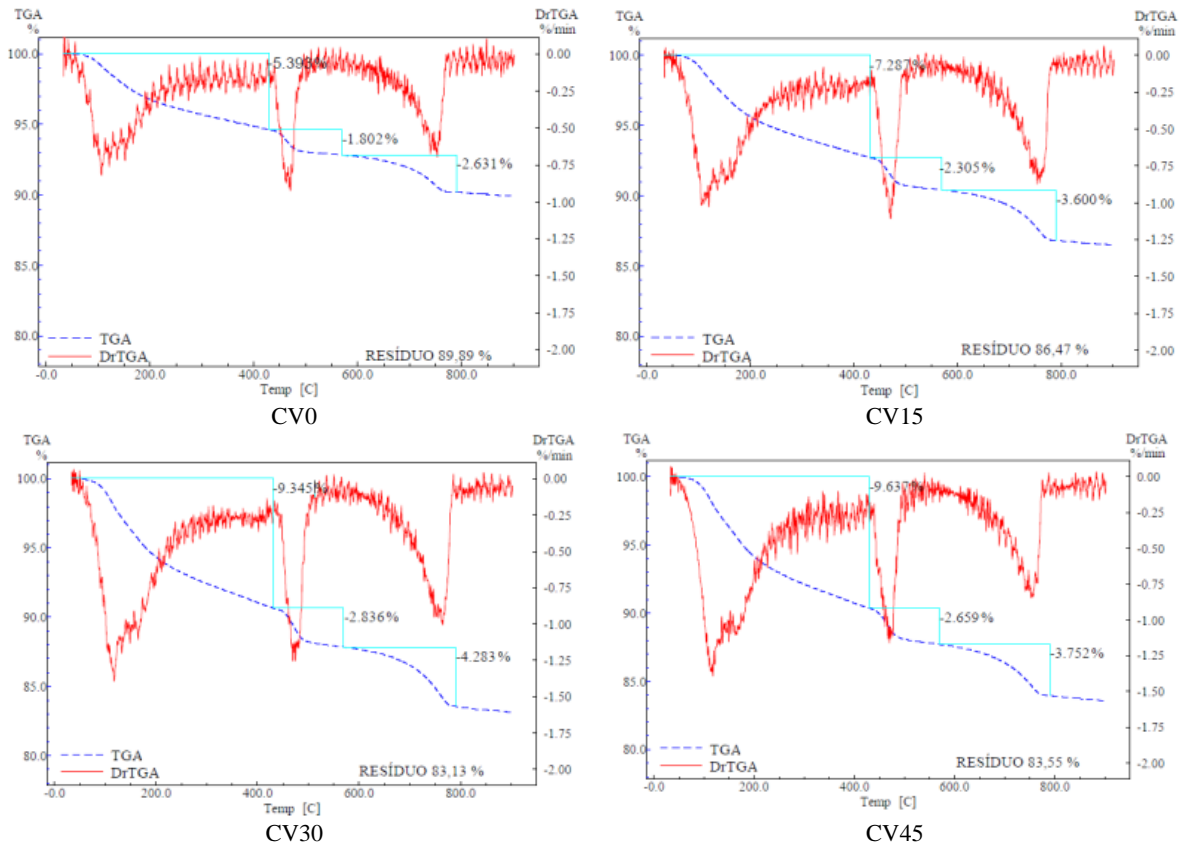 TGA
%
DrTGA
%/min
100.0
95.0
90.0
85.0
80.0
0.00
-0.25
-0.50
-0.75
-1.00
-1.25
-1.50
-1.75
-2.00
-5.393%
-1.802%
-2.631%
TGA
DrTGA
RESÍDUO 89,89 %
-0.0 200.0 400.0 600.0 800.0
Temp [C]
CV0
TGA
%
DrTGA
%/min
100.0
95.0
90.0
85.0
80.0
0.00
-0.25
-0.50
-0.75
-1.00
-1.25
-1.50
-1.75
-2.00
-7.287%
-2.305%
-3.600%
TGA
DrTGA
RESÍDUO 86,47 %
-0.0 200.0 400.0 600.0 800.0
Temp [C]
CV15
TGA
%
DrTGA
%/min
100.0
95.0
90.0
85.0
80.0
0.00
-0.25
-0.50
-0.75
-1.00
-1.25
-1.50
-1.75
-2.00
-9.345%
-2.836%
-4.283%
TGA
DrTGA
RESÍDUO 83,13 %
-0.0 200.0 400.0 600.0 800.0
Temp [C]
CV30
TGA
%
DrTGA
%/min
100.0
95.0
90.0
85.0
80.0
0.00
-0.25
-0.50
-0.75
-1.00
-1.25
-1.50
-1.75
-2.00
-9.637%
-2.659%
-3.752%
TGA
DrTGA
RESÍDUO 83,55 %
-0.0 200.0 400.0 600.0 800.0
Temp [C]
CV45